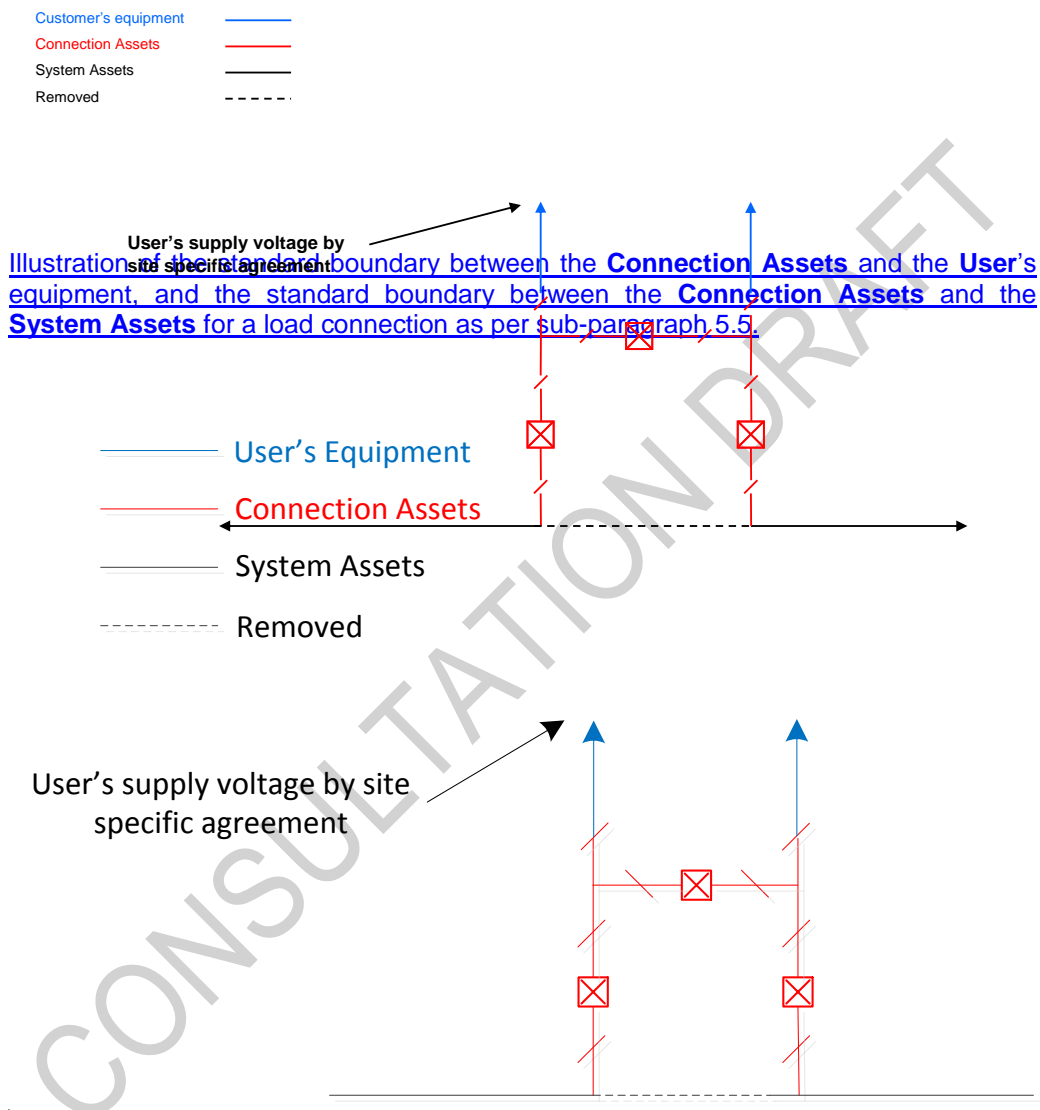 Customer's equipment
Connection Assets
System Assets
Removed
User's supply voltage by
site specific agreement
Illustration of the standard boundary between the Connection Assets and the User's
equipment, and the standard boundary between the Connection Assets and the
System Assets for a load connection as per sub-paragraph 5.5.
User's Equipment
Connection Assets
System Assets
Removed
User's supply voltage by site
specific agreement
CONSULTATION DRAFT